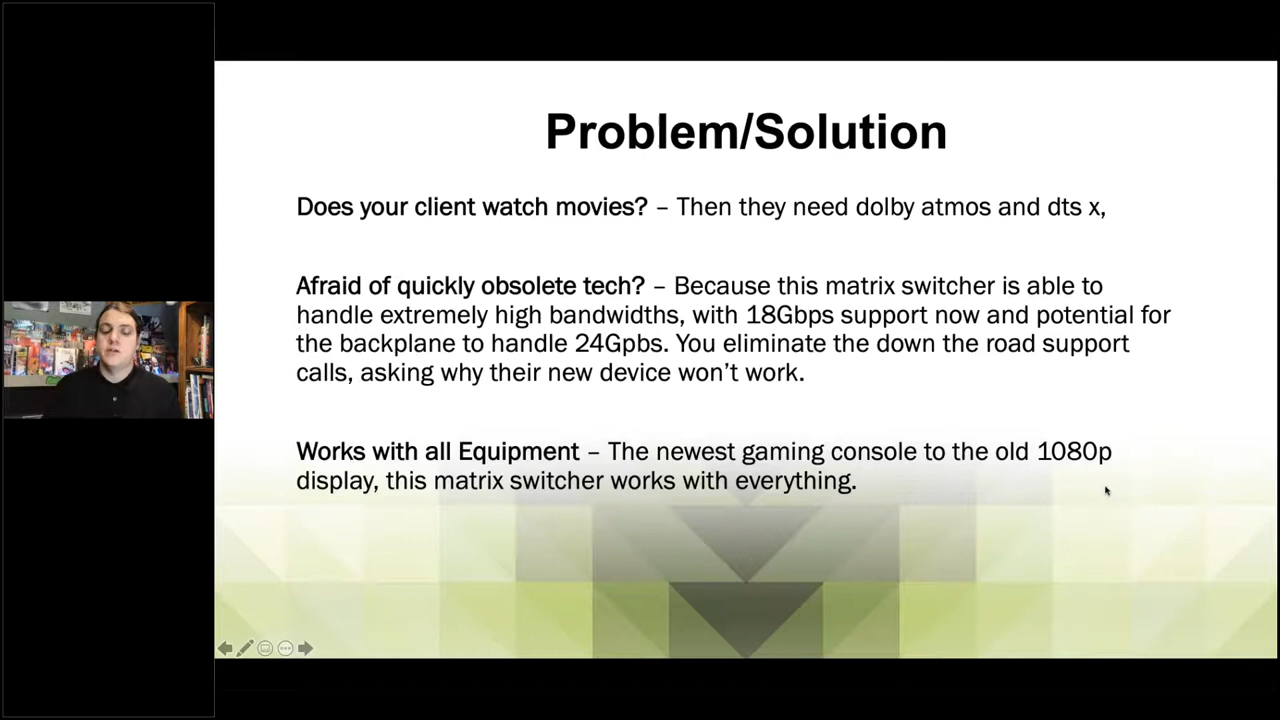 Problem/Solution
Does your client watch movies? – Then they need dolby atmos and dts x,
Afraid of quickly obsolete tech? – Because this matrix switcher is able to
handle extremely high bandwidths, with 18Gbps support now and potential for
the backplane to handle 24Gpbs. You eliminate the down the road support
calls, asking why their new device won’t work.
Works with all Equipment – The newest gaming console to the old 1080p
display, this matrix switcher works with everything.